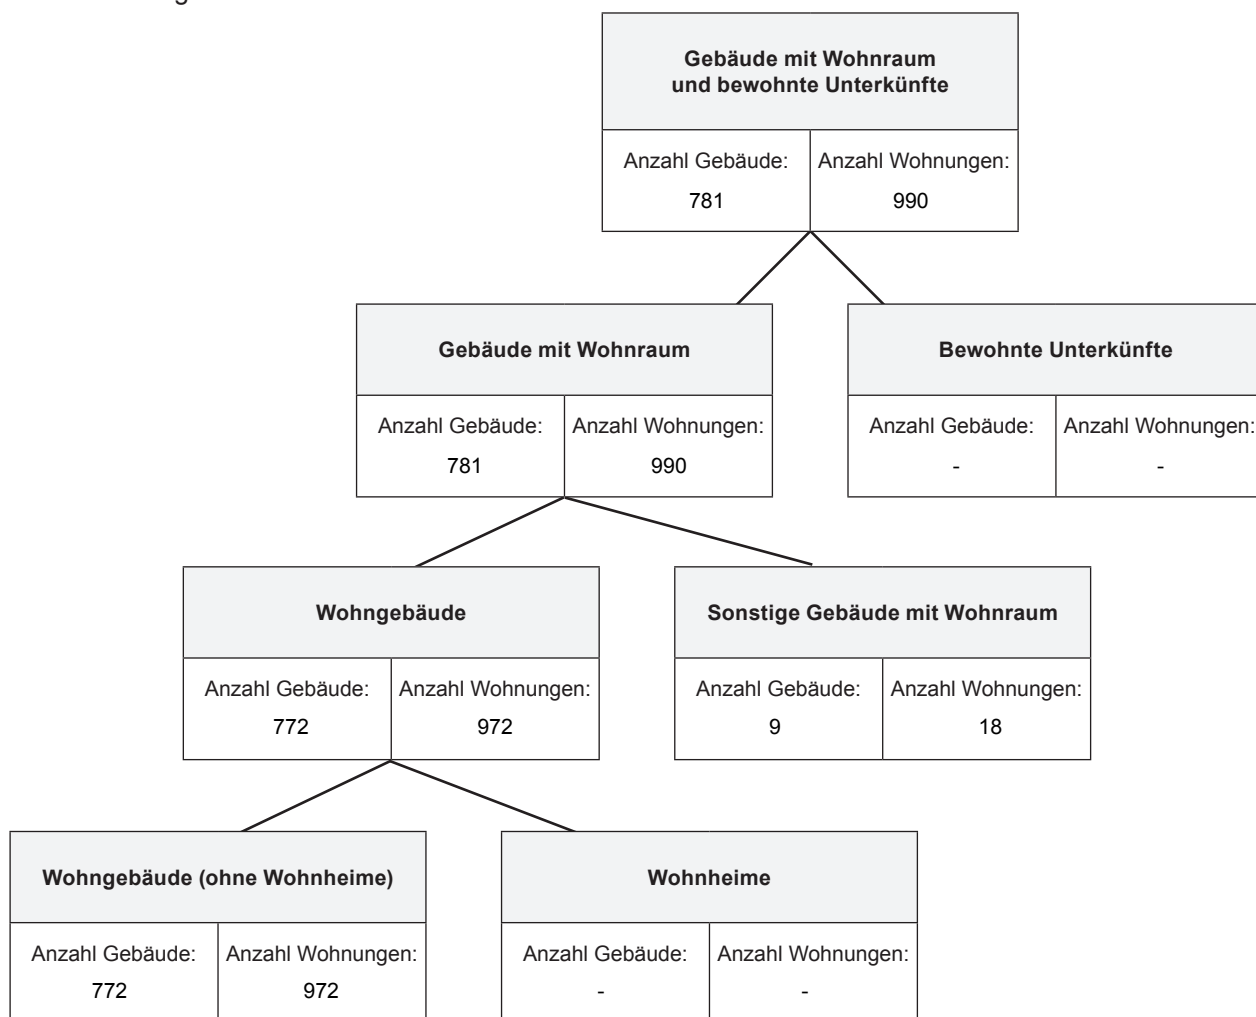 Gebäude mit Wohnraum
und bewohnte Unterkünfte
Anzahl Gebäude: Anzahl Wohnungen:
781 990
Gebäude mit Wohnraum
Anzahl Gebäude: Anzahl Wohnungen:
781 990
Bewohnte Unterkünfte
Anzahl Gebäude: Anzahl Wohnungen:
- -
Wohngebäude
Anzahl Gebäude: Anzahl Wohnungen:
772 972
Sonstige Gebäude mit Wohnraum
Anzahl Gebäude: Anzahl Wohnungen:
9 18
Wohngebäude (ohne Wohnheime)
Anzahl Gebäude: Anzahl Wohnungen:
772 972
Wohnheime
Anzahl Gebäude: Anzahl Wohnungen:
- -